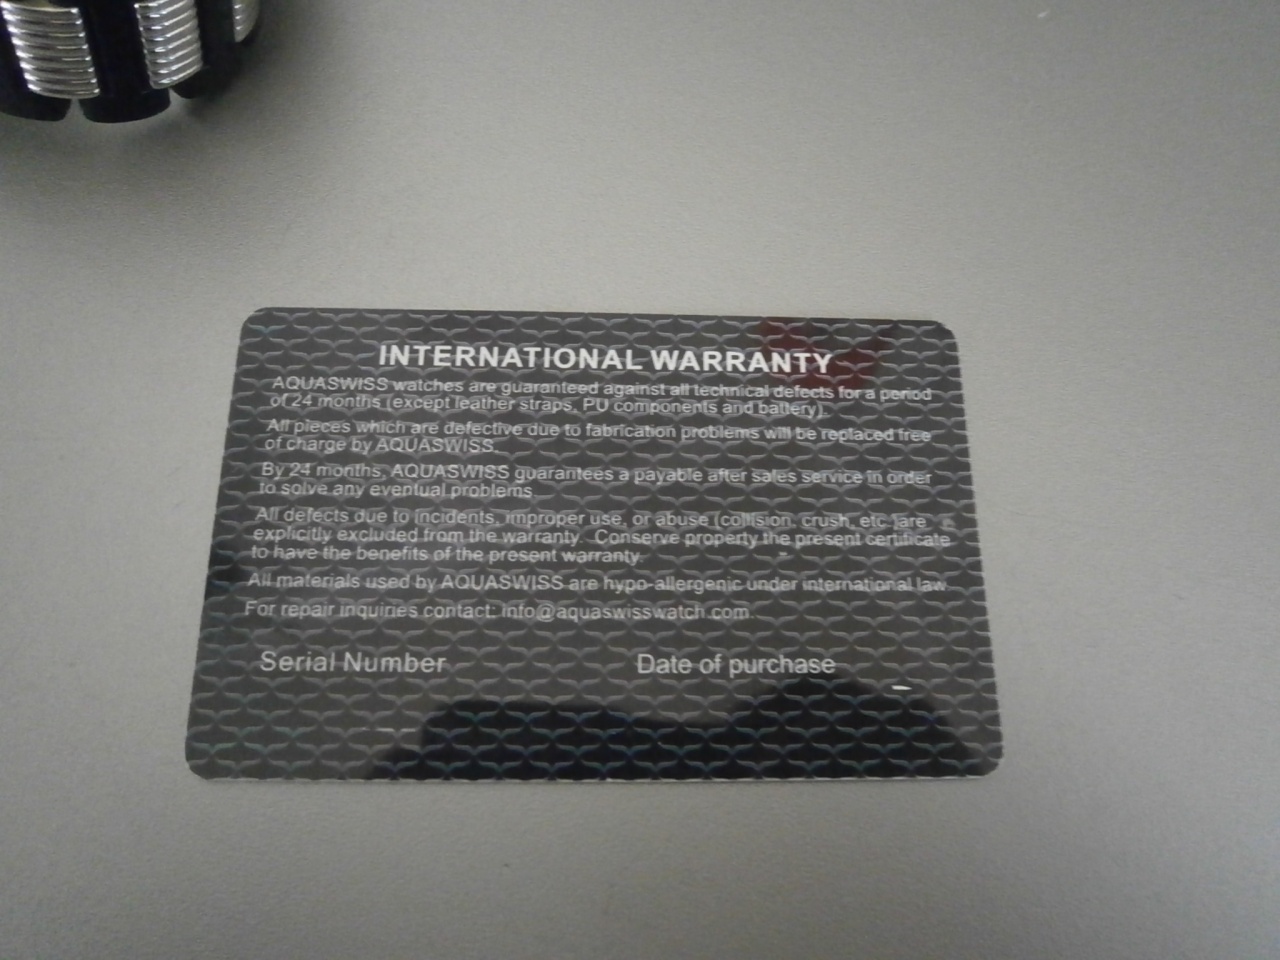 INTERNATIONAL WARRANTY
AQUASWISS watches are guaranteed against all technical defects for a period
of 24 months (except leather straps, PU components and battery).
All pieces which are defective due to fabrication problems will be replaced free
of charge by AQUASWISS.
By 24 months, AQUASWISS guarantees a payable after sales service in order
to solve any eventual problems.
All defects due to incidents, improper use, or abuse (collision, crush, etc.)are
explicitly excluded from the warranty. Conserve property the present certificate
to have the benefits of the present warranty.
All materials used by AQUASWISS are hypo-allergenic under international law
For repair inquiries contact: info@aquaswisswatch.com.
Serial Number Date of purchase